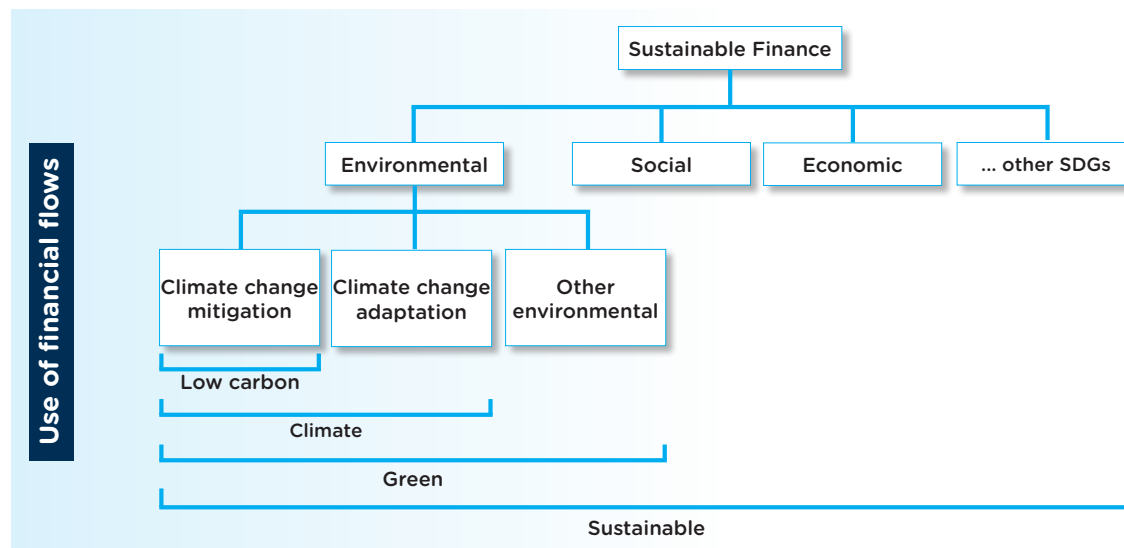 Sustainable Finance
Use of financial flows
Environmental
Social
Economic
... other SDGs
Climate change
mitigation
Climate change
adaptation
Other
environmental
Low carbon
Climate
Green
Sustainable